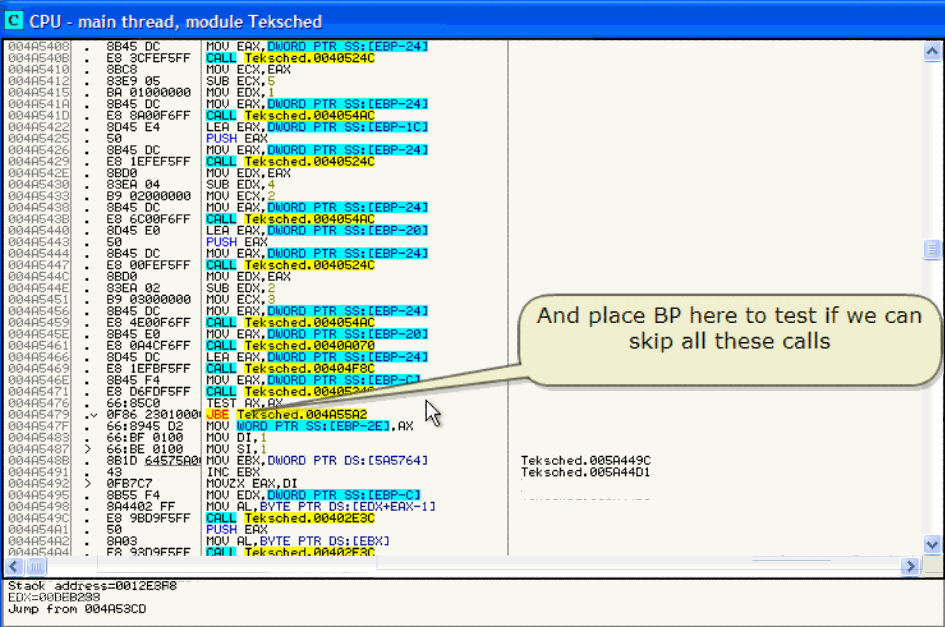 C CPU - main thread, module Teksched
004A5408 . 8B45 DC MOV EAX,DWORD PTR SS:[EBP-24]
004A540B . E8 3CFEF5FF CALL Teksched.0040524C
004A5410 . 8BC8 MOV ECX,EAX
004A5412 . 83E9 05 SUB ECX,5
004A5415 . BA 01000000 MOV EDX,1
004A541A . 8B45 DC MOV EAX,DWORD PTR SS:[EBP-24]
004A541D . E8 8A00F6FF CALL Teksched.004054AC
004A5422 . 8D45 E4 LEA EAX,DWORD PTR SS:[EBP-1C]
004A5425 . 50 PUSH EAX
004A5426 . 8B45 DC MOV EAX,DWORD PTR SS:[EBP-24]
004A5429 . E8 1EFEF5FF CALL Teksched.0040524C
004A542E . 8BD0 MOV EDX,EAX
004A5430 . 83EA 04 SUB EDX,4
004A5433 . B9 02000000 MOV ECX,2
004A5438 . 8B45 DC MOV EAX,DWORD PTR SS:[EBP-24]
004A543B . E8 6C00F6FF CALL Teksched.004054AC
004A5440 . 8D45 E0 LEA EAX,DWORD PTR SS:[EBP-20]
004A5443 . 50 PUSH EAX
004A5444 . 8B45 DC MOV EAX,DWORD PTR SS:[EBP-24]
004A5447 . E8 00FEF5FF CALL Teksched.0040524C
004A544C . 8BD0 MOV EDX,EAX
004A544E . 83EA 02 SUB EDX,2
004A5451 . B9 03000000 MOV ECX,3
004A5456 . 8B45 DC MOV EAX,DWORD PTR SS:[EBP-24]
004A5459 . E8 4E00F6FF CALL Teksched.004054AC
004A545E . 8B45 E0 MOV EAX,DWORD PTR SS:[EBP-20]
004A5461 . E8 0A4CF6FF CALL Teksched.0040A070
004A5466 . 8D45 DC LEA EAX,DWORD PTR SS:[EBP-24]
004A5469 . E8 1EFBF5FF CALL Teksched.00404F8C
004A546E . 8B45 F4 MOV EAX,DWORD PTR SS:[EBP-C]
004A5471 . E8 D6FDF5FF CALL Teksched.0040524C
004A5476 . 66:85C0 TEST AX,AX
004A5479 .v 0F86 23010000 JBE Teksched.004A55A2
004A547F . 66:8945 D2 MOV WORD PTR SS:[EBP-2E],AX
004A5483 . 66:BF 0100 MOV DI,1
004A5487 > 66:BE 0100 MOV SI,1
004A548B . 8B1D 64575A00 MOV EBX,DWORD PTR DS:[5A5764] Teksched.005A449C
004A5491 . 43 INC EBX Teksched.005A44D1
004A5492 > 0FB7C7 MOVZX EAX,DI
004A5495 . 8B55 F4 MOV EDX,DWORD PTR SS:[EBP-C]
004A5498 . 8A4402 FF MOV AL,BYTE PTR DS:[EDX+EAX-1]
004A549C . E8 9BD9F5FF CALL Teksched.00402E3C
004A54A1 . 50 PUSH EAX
004A54A2 . 8A03 MOV AL,BYTE PTR DS:[EBX]
004A54A4 . E8 93D9F5FF CALL Teksched.00402E3C
And place BP here to test if we can
skip all these calls
Stack address=0012E3A8
EDX=00DEB298
Jump from 004A53CD